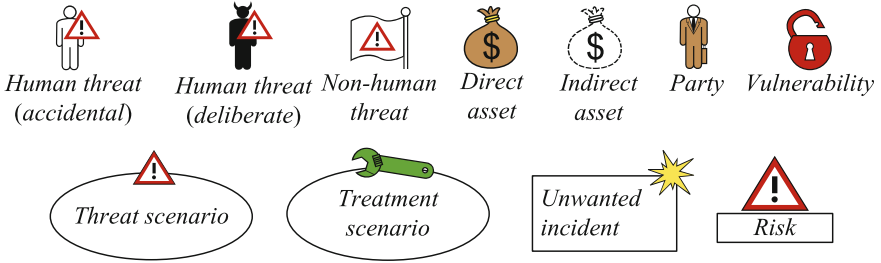 Human threat
(accidental)
Human threat
(deliberate)
Non-human
threat
$
Direct
asset
$
Indirect
asset
Party
Vulnerability
!
Threat scenario
Treatment
scenario
Unwanted
incident
!
Risk